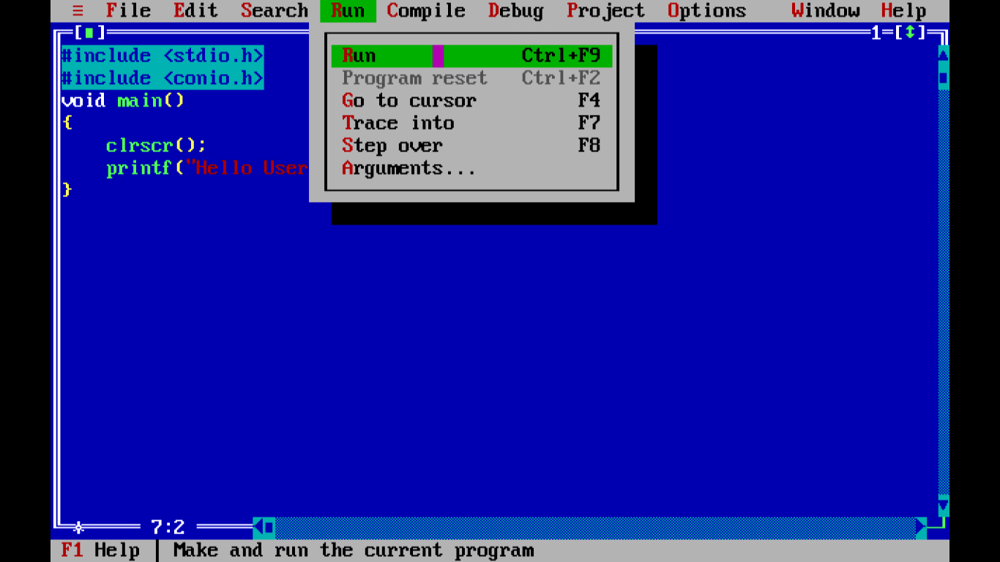 ≡ File Edit Search Run Compile Debug Project Options Window Help
1=[↕]
#include <stdio.h>
#include <conio.h>
void main()
{
clrscr();
printf("Hello User
}
Run Ctrl+F9
Program reset Ctrl+F2
Go to cursor F4
Trace into F7
Step over F8
Arguments...
7:2
F1 Help | Make and run the current program